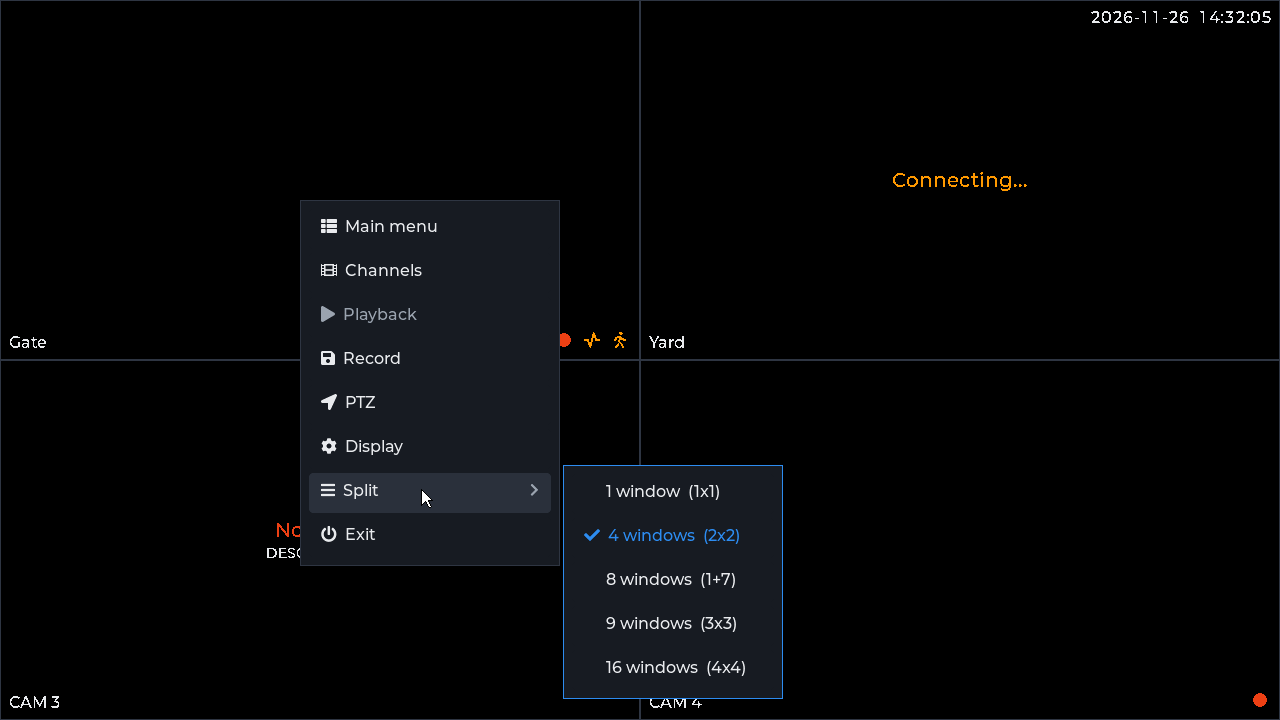 2026-11-26 14:32:05
Connecting...
Main menu
Channels
Playback
Record
PTZ
Display
Split
Exit
Gate
Yard
1 window (1x1)
4 windows (2x2)
8 windows (1+7)
9 windows (3x3)
16 windows (4x4)
CAM 3
CAM 4